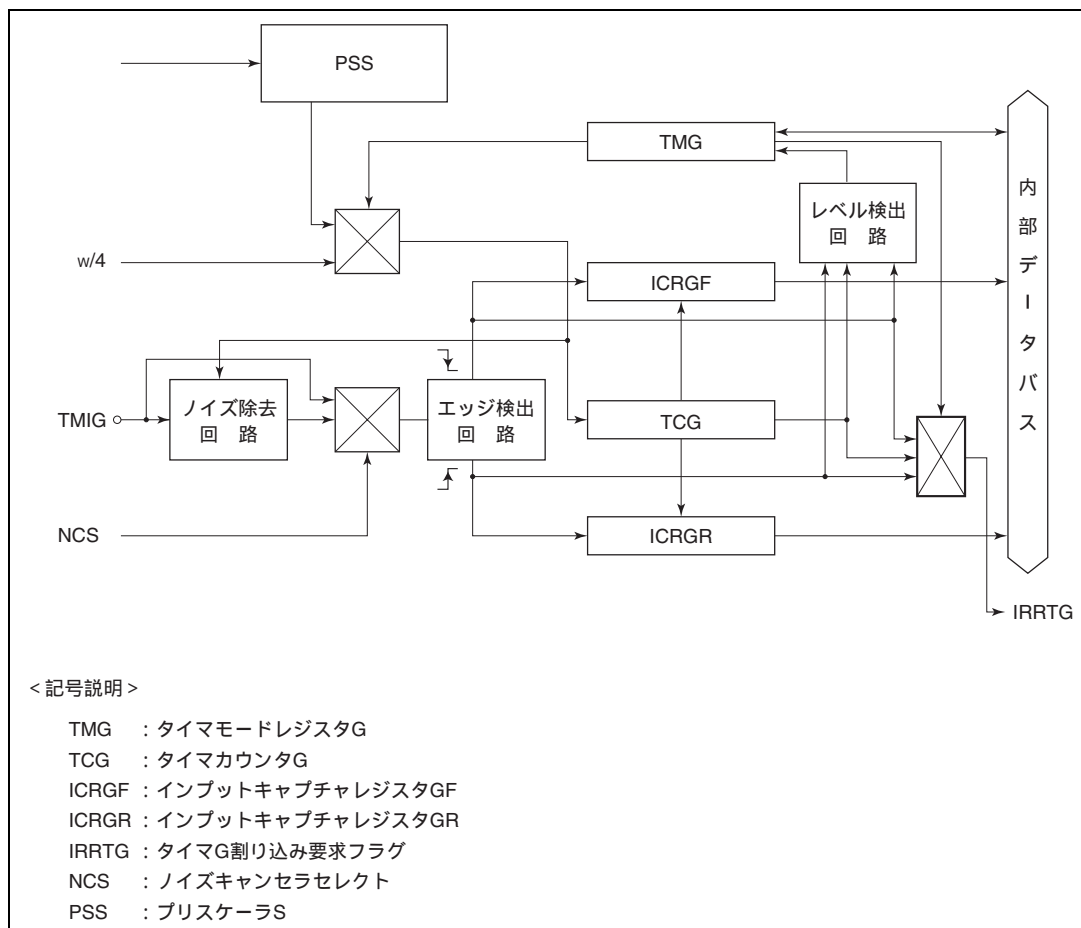 PSS
TMG
レベル検出
回 路
内部データバス
w/4
ICRGF
TMIG
ノイズ除去
回 路
エッジ検出
回 路
TCG
NCS
ICRGR
IRRTG
<記号説明>
TMG :タイマモードレジスタG
TCG :タイマカウンタG
ICRGF :インプットキャプチャレジスタGF
ICRGR :インプットキャプチャレジスタGR
IRRTG :タイマG割り込み要求フラグ
NCS :ノイズキャンセラセレクト
PSS :プリスケーラS